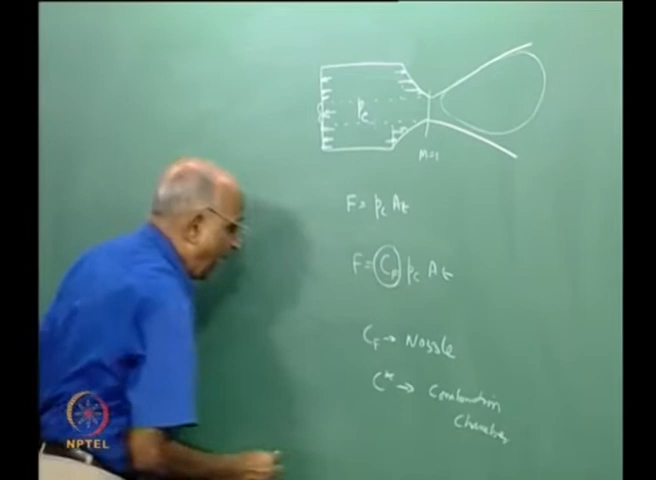 Pc
M=1
F = Pc At
F = CF Pc At
CF → Nozzle
C* → Combustion
Chamber
NPTEL